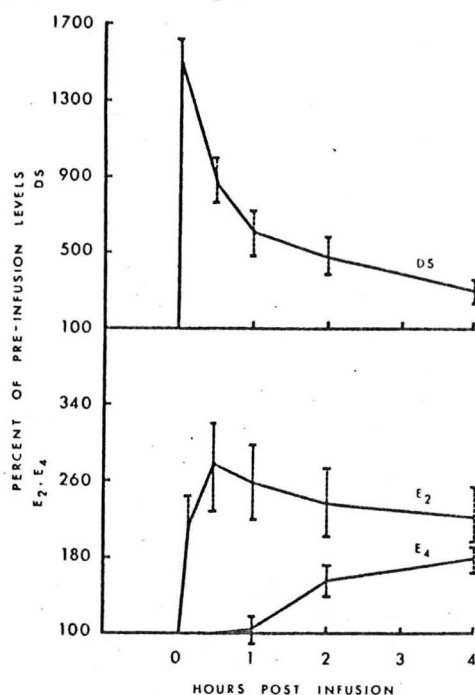 1700
1300
900
500
100
DS
PERCENT OF PRE-INFUSION LEVELS
DS
E2, E4
340
260
180
100
E2
E4
0 1 2 3 4
HOURS POST INFUSION